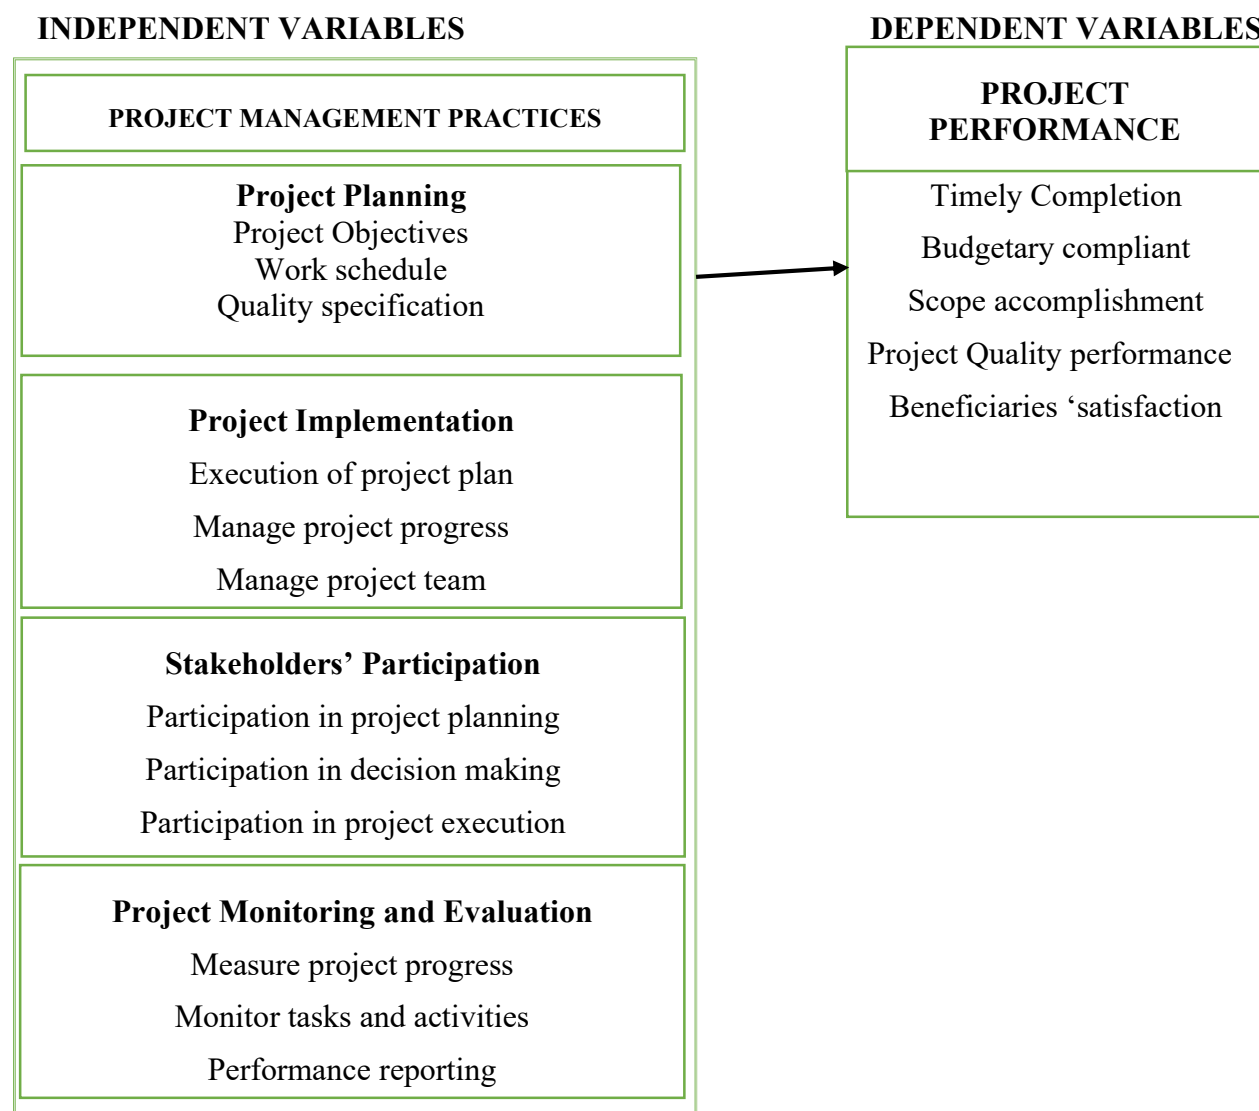 INDEPENDENT VARIABLES
PROJECT MANAGEMENT PRACTICES
Project Planning
Project Objectives
Work schedule
Quality specification
Project Implementation
Execution of project plan
Manage project progress
Manage project team
Stakeholders’ Participation
Participation in project planning
Participation in decision making
Participation in project execution
Project Monitoring and Evaluation
Measure project progress
Monitor tasks and activities
Performance reporting
DEPENDENT VARIABLES
PROJECT
PERFORMANCE
Timely Completion
Budgetary compliant
Scope accomplishment
Project Quality performance
Beneficiaries ‘satisfaction